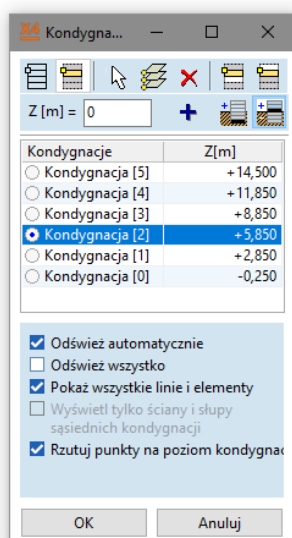 Kondygna...
Z [m] = 0
Kondygnacje Z[m]
Kondygnacja [5] +14,500
Kondygnacja [4] +11,850
Kondygnacja [3] +8,850
Kondygnacja [2] +5,850
Kondygnacja [1] +2,850
Kondygnacja [0] -0,250
Odśwież automatycznie
Odśwież wszystko
Pokaż wszystkie linie i elementy
Wyświetl tylko ściany i słupy
sąsiednich kondygnacji
Rzutuj punkty na poziom kondygnac
OK Anuluj